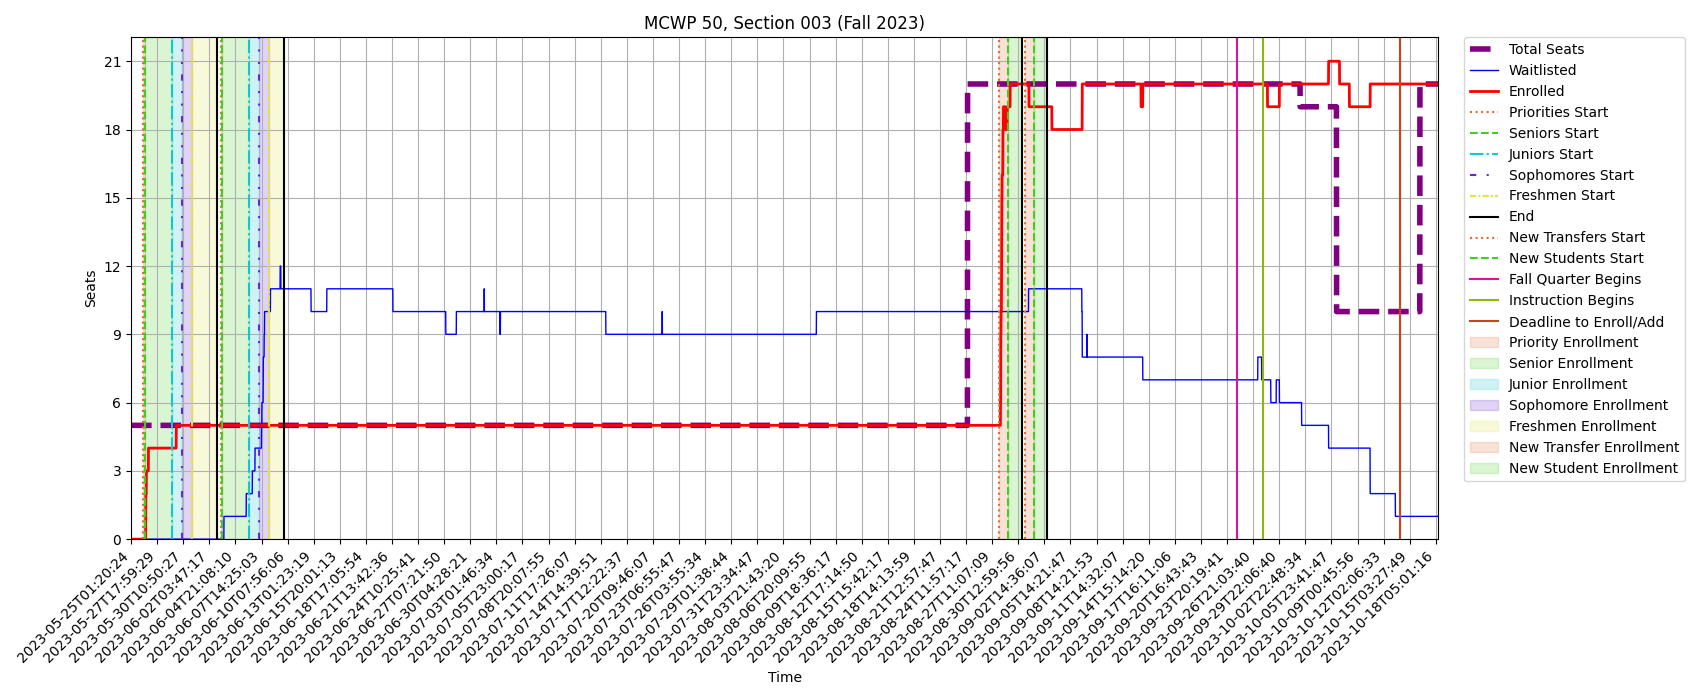 MCWP 50, Section 003 (Fall 2023)
Seats
21
18
15
12
9
6
3
0
2023-05-25T01:20:24
2023-05-27T17:59:29
2023-05-30T10:50:27
2023-06-02T03:47:17
2023-06-04T21:08:10
2023-06-07T14:25:03
2023-06-10T07:56:06
2023-06-13T01:23:19
2023-06-15T20:01:13
2023-06-18T17:05:54
2023-06-21T13:42:36
2023-06-24T10:25:41
2023-06-27T07:21:50
2023-06-30T04:28:21
2023-07-03T01:46:34
2023-07-05T23:00:17
2023-07-08T20:07:55
2023-07-11T17:26:07
2023-07-14T14:39:51
2023-07-17T12:22:37
2023-07-20T09:46:07
2023-07-23T06:55:47
2023-07-26T03:55:34
2023-07-29T01:38:44
2023-07-31T23:34:47
2023-08-03T21:43:20
2023-08-06T20:09:55
2023-08-09T18:36:17
2023-08-12T17:14:50
2023-08-15T15:42:17
2023-08-18T14:13:59
2023-08-21T12:57:47
2023-08-24T11:57:17
2023-08-27T11:07:09
2023-08-30T12:59:56
2023-09-02T14:36:07
2023-09-05T14:21:47
2023-09-08T14:21:53
2023-09-11T14:32:07
2023-09-14T15:14:20
2023-09-17T16:11:06
2023-09-20T16:43:43
2023-09-23T20:19:41
2023-09-26T21:03:40
2023-09-29T22:06:40
2023-10-02T22:48:34
2023-10-05T23:41:47
2023-10-09T00:45:56
2023-10-12T02:06:33
2023-10-15T03:27:49
2023-10-18T05:01:16
Time
Total Seats
Waitlisted
Enrolled
Priorities Start
Seniors Start
Juniors Start
Sophomores Start
Freshmen Start
End
New Transfers Start
New Students Start
Fall Quarter Begins
Instruction Begins
Deadline to Enroll/Add
Priority Enrollment
Senior Enrollment
Junior Enrollment
Sophomore Enrollment
Freshmen Enrollment
New Transfer Enrollment
New Student Enrollment